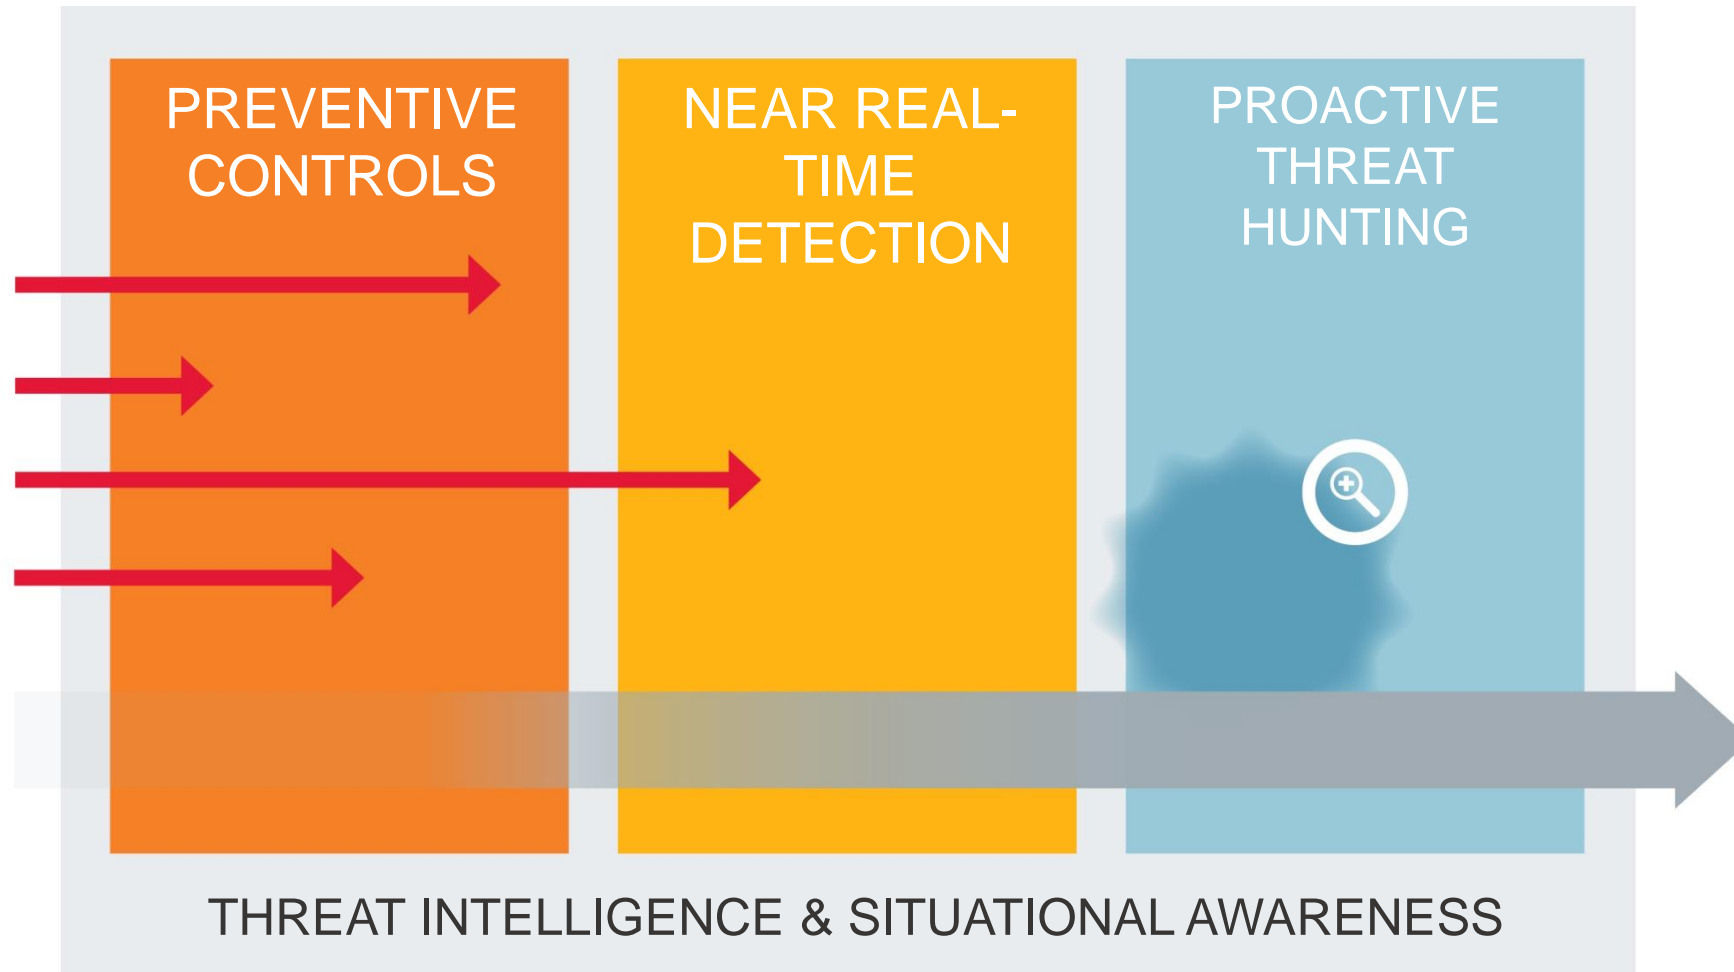 PREVENTIVE
CONTROLS
NEAR REAL-
TIME
DETECTION
PROACTIVE
THREAT
HUNTING
THREAT INTELLIGENCE & SITUATIONAL AWARENESS